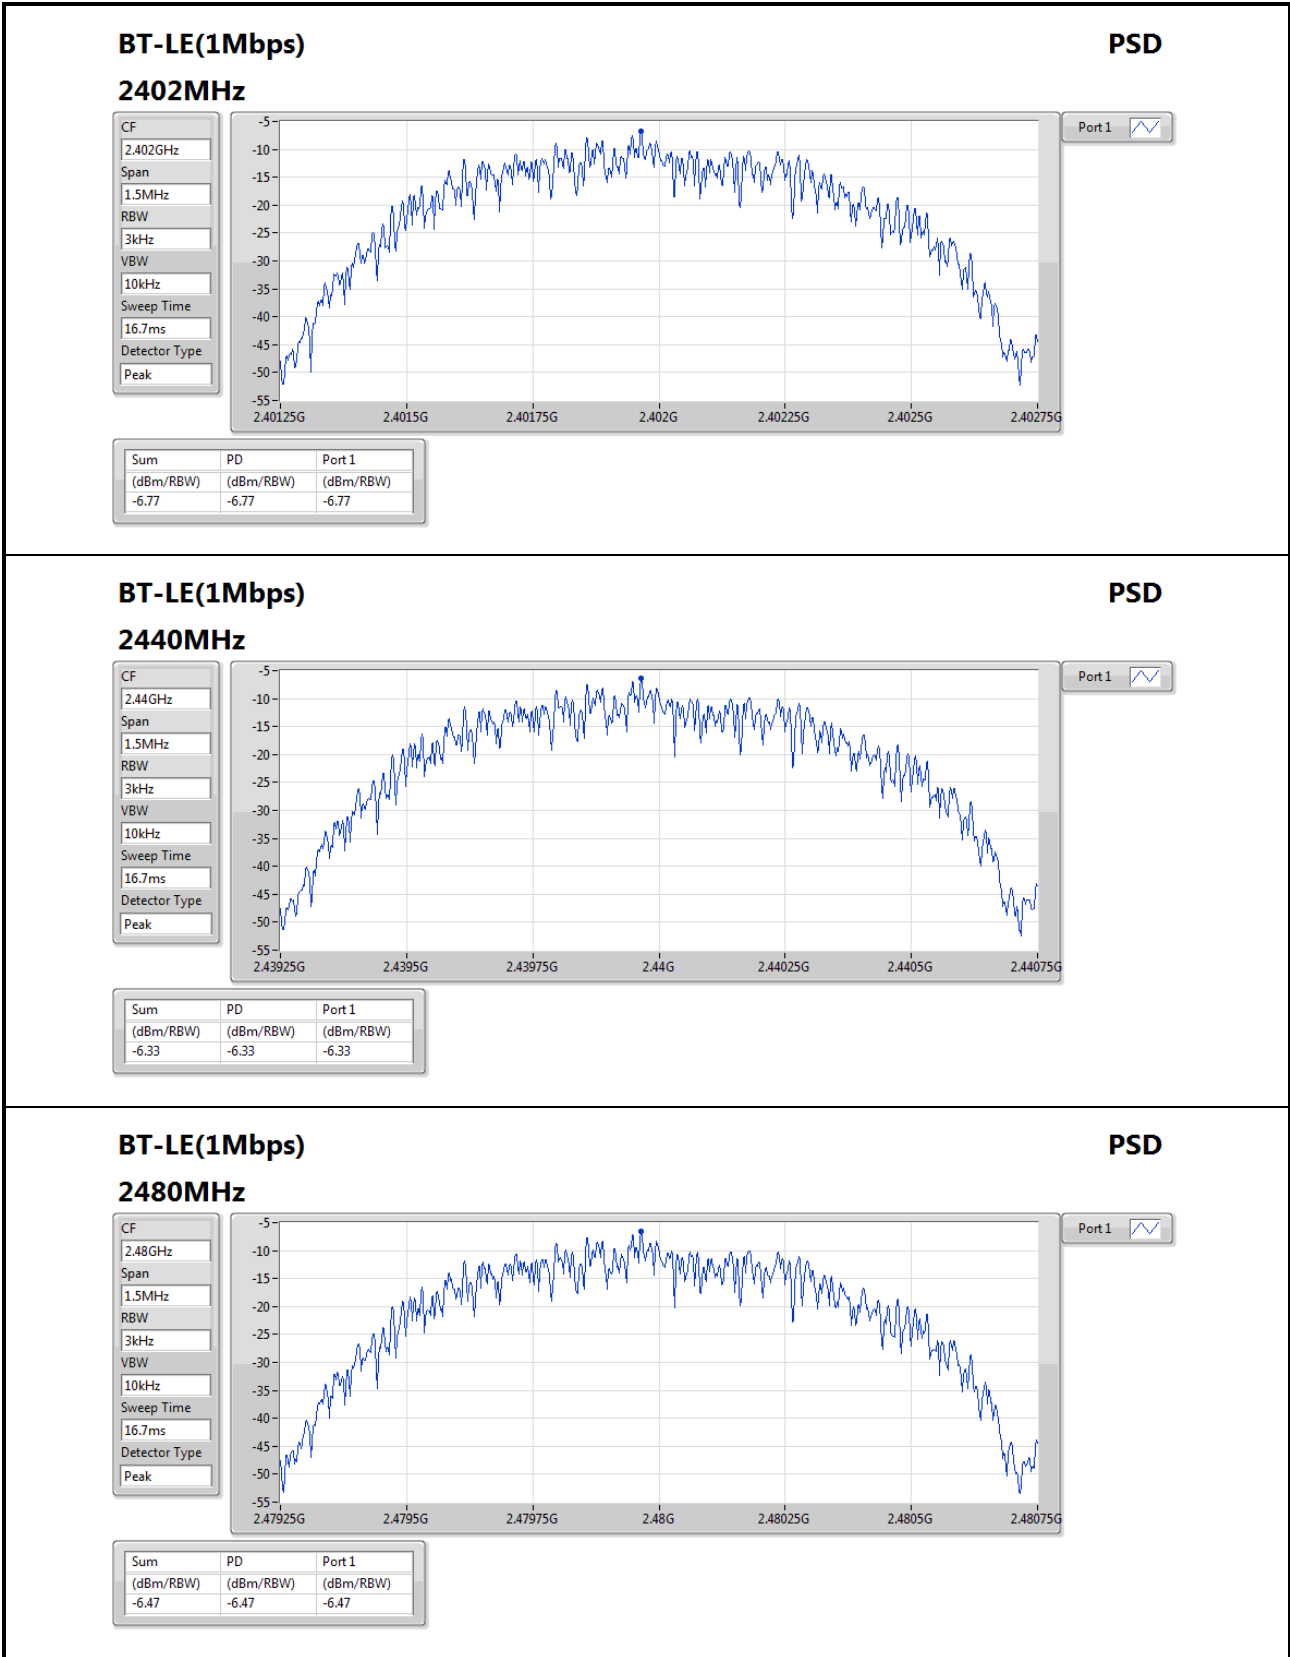 BT-LE(1Mbps) PSD
2402MHz
CF
2.402GHz
Span
1.5MHz
RBW
3kHz
VBW
10kHz
Sweep Time
16.7ms
Detector Type
Peak
-5
-10
-15
-20
-25
-30
-35
-40
-45
-50
-55
2.40125G 2.4015G 2.40175G 2.402G 2.40225G 2.4025G 2.40275G
Port 1
Sum PD Port 1
(dBm/RBW) (dBm/RBW) (dBm/RBW)
-6.77 -6.77 -6.77
BT-LE(1Mbps) PSD
2440MHz
CF
2.44GHz
Span
1.5MHz
RBW
3kHz
VBW
10kHz
Sweep Time
16.7ms
Detector Type
Peak
-5
-10
-15
-20
-25
-30
-35
-40
-45
-50
-55
2.43925G 2.4395G 2.43975G 2.44G 2.44025G 2.4405G 2.44075G
Port 1
Sum PD Port 1
(dBm/RBW) (dBm/RBW) (dBm/RBW)
-6.33 -6.33 -6.33
BT-LE(1Mbps) PSD
2480MHz
CF
2.48GHz
Span
1.5MHz
RBW
3kHz
VBW
10kHz
Sweep Time
16.7ms
Detector Type
Peak
-5
-10
-15
-20
-25
-30
-35
-40
-45
-50
-55
2.47925G 2.4795G 2.47975G 2.48G 2.48025G 2.4805G 2.48075G
Port 1
Sum PD Port 1
(dBm/RBW) (dBm/RBW) (dBm/RBW)
-6.47 -6.47 -6.47